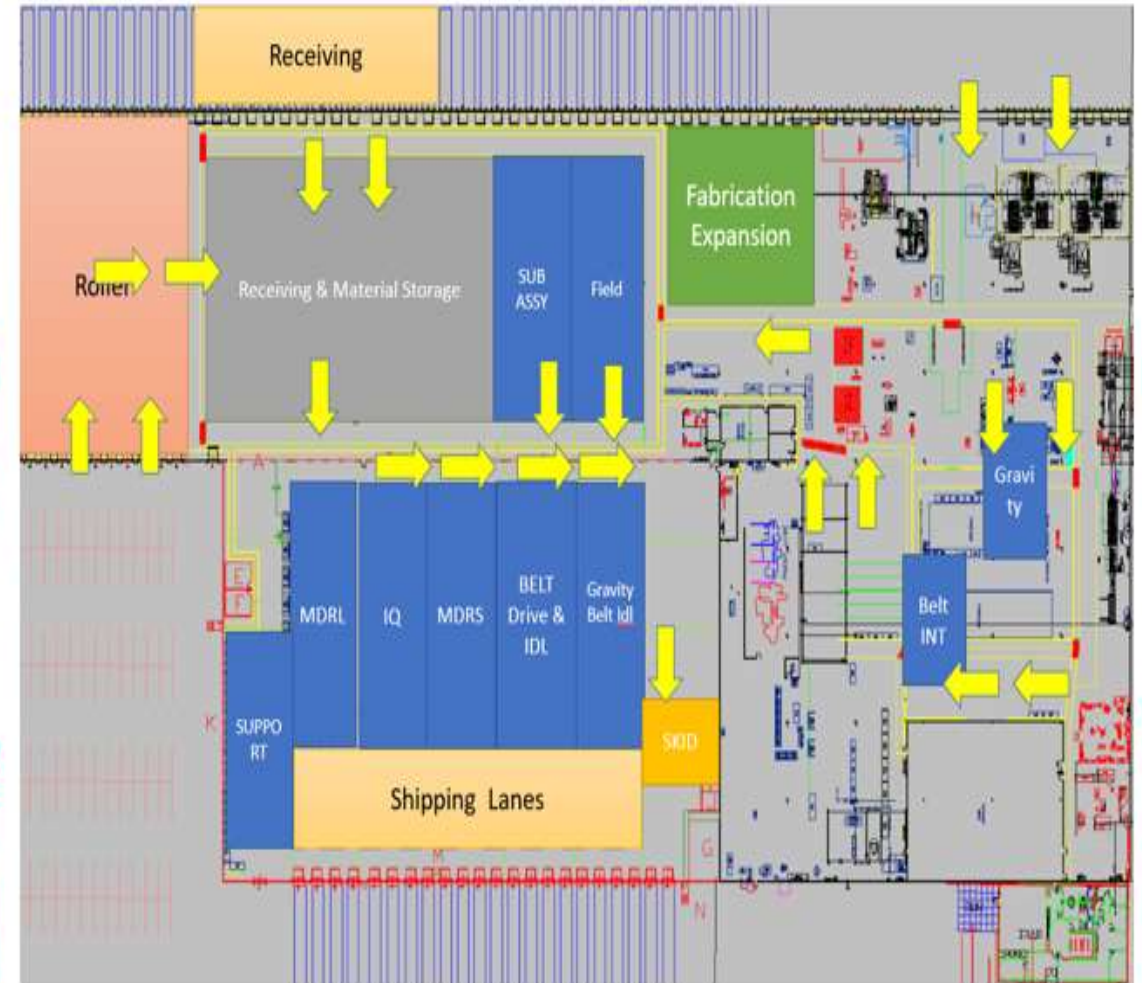 Receiving
Roller
Receiving & Material Storage
SUB
ASSY
Field
Fabrication
Expansion
Gravi
ty
Belt
INT
MDRL
IQ
MDRS
BELT
Drive &
IDL
Gravity
Belt Idl
SUPPO
RT
SKID
Shipping Lanes
A
E
F
K
M
G
N